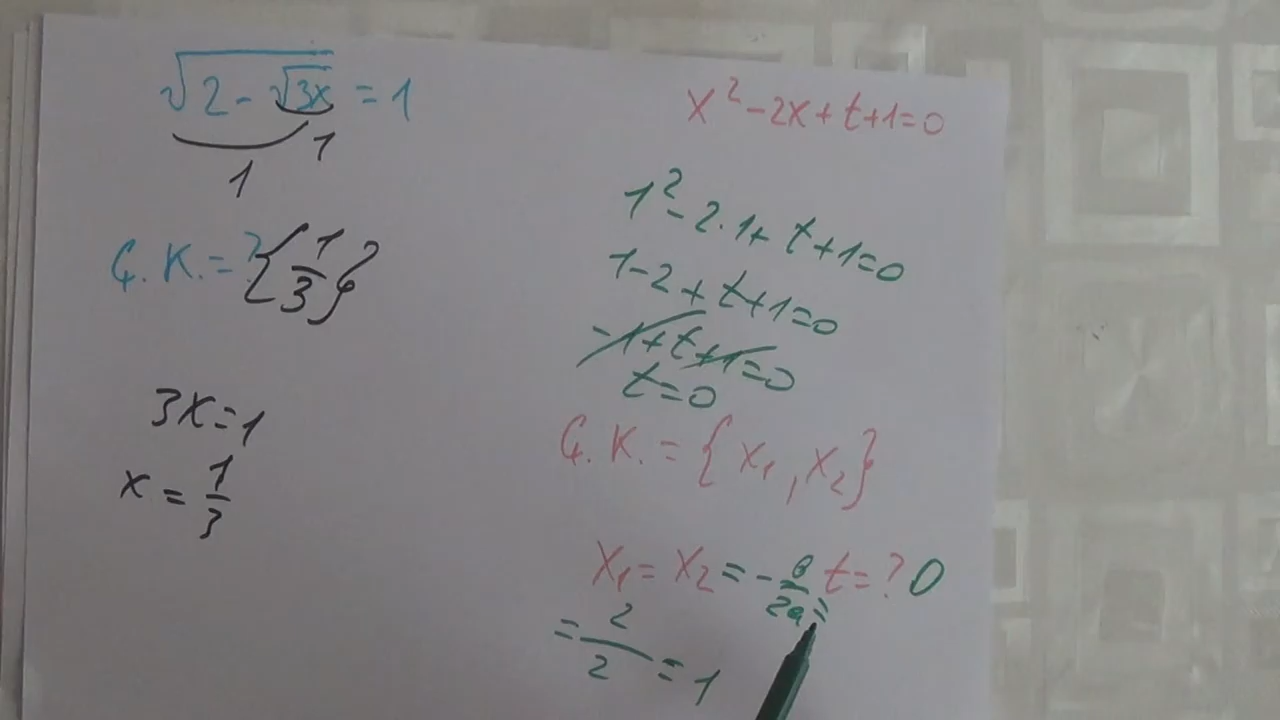 √(2-√(3x)) = 1
1
1
Ç.K.=? {1/3}
3x=1
x = 1/3
x²-2x+t+1=0
1²-2.1+t+1=0
1-2+t+1=0
-1+t+1=0
t=0
Ç.K.={x₁,x₂}
x₁=x₂=-b/2a= t=? 0
=2/2=1